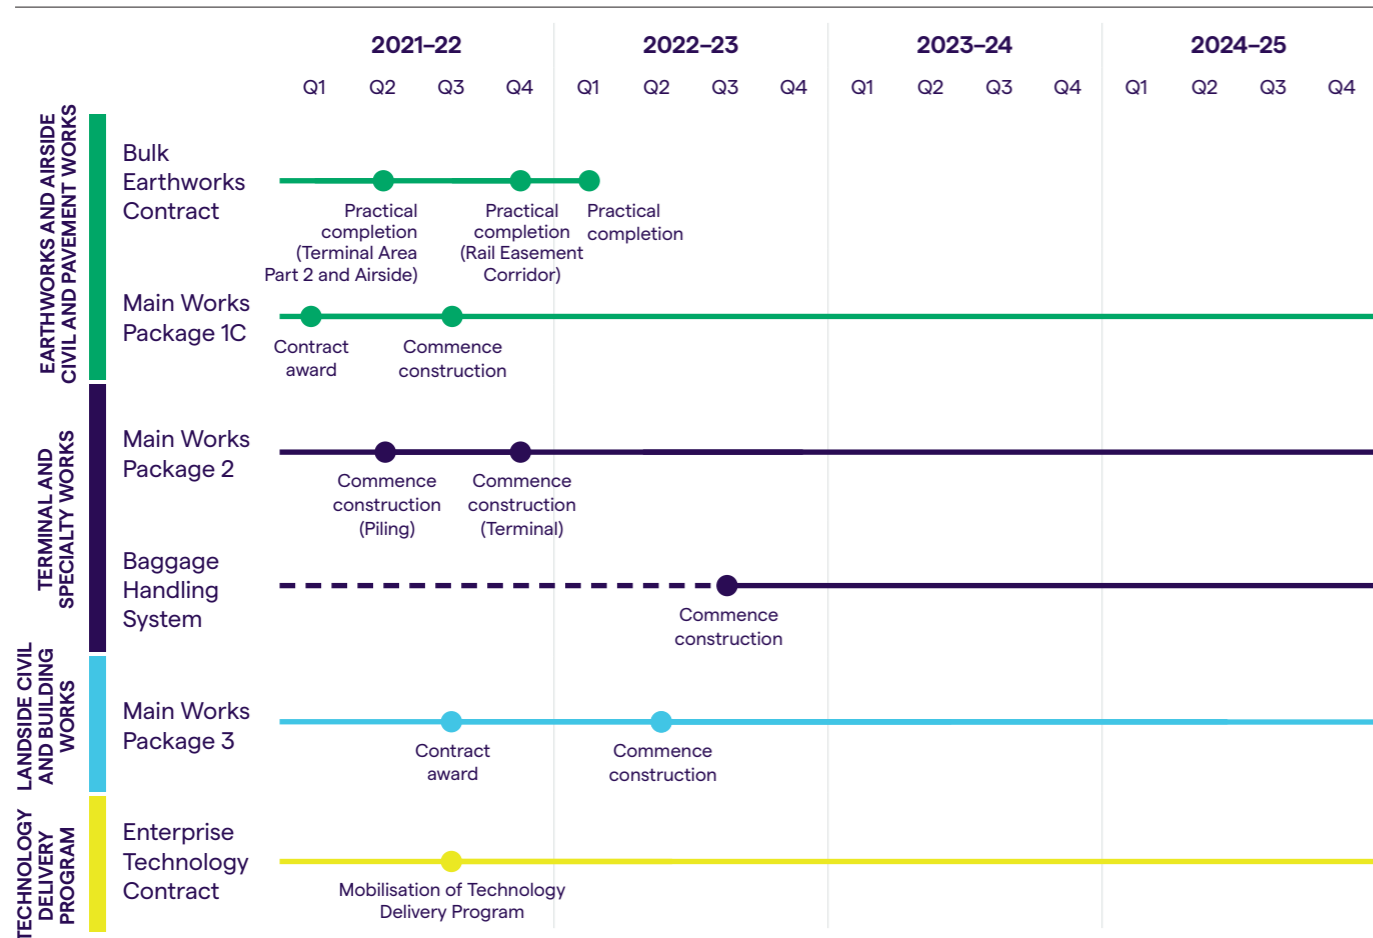 2021–22 2022–23 2023–24 2024–25
Q1 Q2 Q3 Q4 Q1 Q2 Q3 Q4 Q1 Q2 Q3 Q4 Q1 Q2 Q3 Q4
EARTHWORKS AND AIRSIDE
CIVIL AND PAVEMENT WORKS
Bulk
Earthworks
Contract
Practical
completion
(Terminal Area
Part 2 and Airside)
Practical
completion
(Rail Easement
Corridor)
Practical
completion
Main Works
Package 1C
Contract
award
Commence
construction
TERMINAL AND
SPECIALTY WORKS
Main Works
Package 2
Commence
construction
(Piling)
Commence
construction
(Terminal)
Baggage
Handling
System
Commence
construction
LANDSIDE CIVIL
AND BUILDING
WORKS
Main Works
Package 3
Contract
award
Commence
construction
TECHNOLOGY
DELIVERY
PROGRAM
Enterprise
Technology
Contract
Mobilisation of Technology
Delivery Program